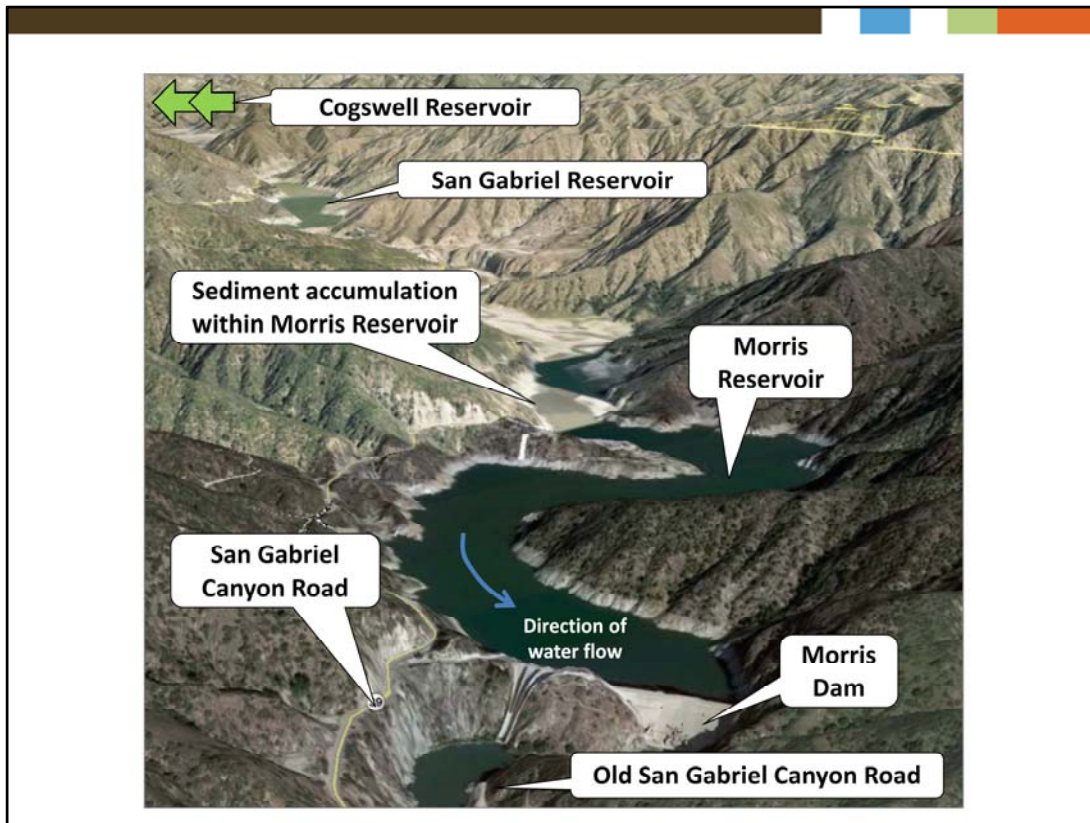 Cogswell Reservoir
San Gabriel Reservoir
Sediment accumulation
within Morris Reservoir
Morris
Reservoir
San Gabriel
Canyon Road
Direction of
water flow
Morris
Dam
Old San Gabriel Canyon Road